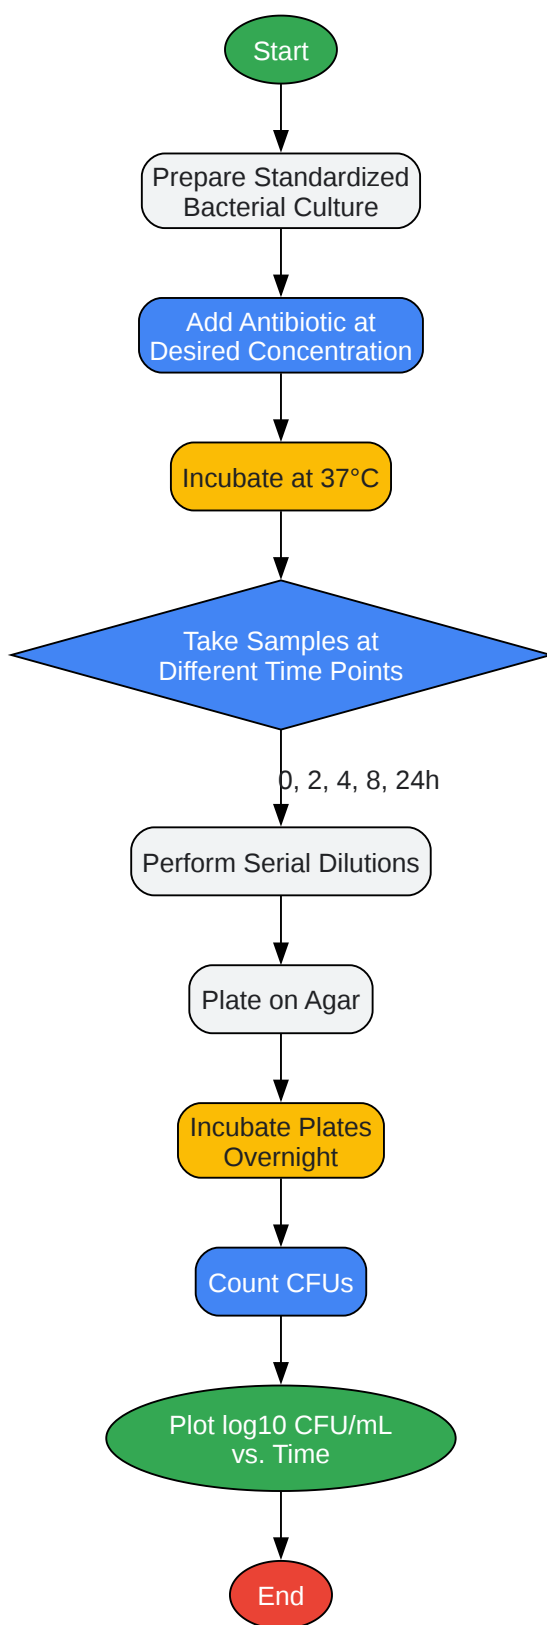 Start
Prepare Standardized
Bacterial Culture
Add Antibiotic at
Desired Concentration
Incubate at 37°C
Take Samples at
Different Time Points
0, 2, 4, 8, 24h
Perform Serial Dilutions
Plate on Agar
Incubate Plates
Overnight
Count CFUs
Plot log10 CFU/mL
vs. Time
End